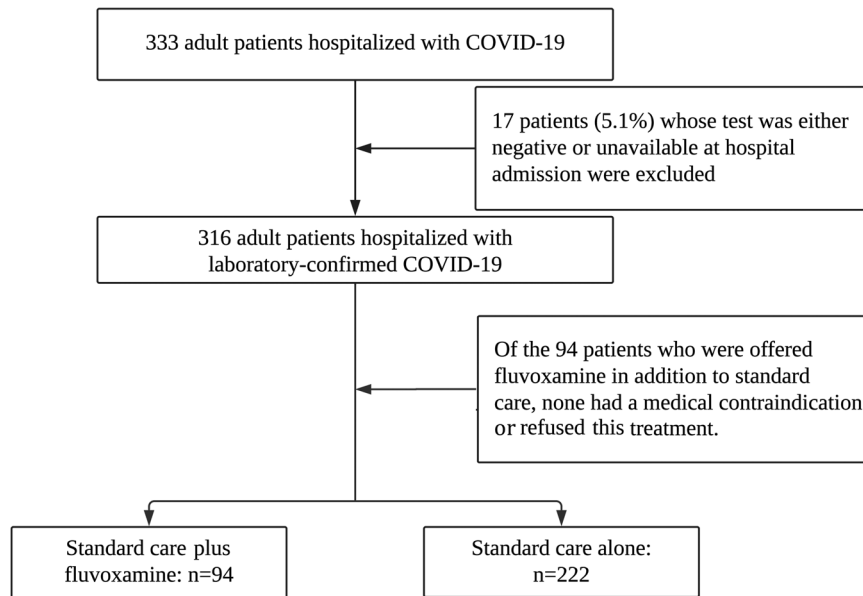 333 adult patients hospitalized with COVID-19
17 patients (5.1%) whose test was either
negative or unavailable at hospital
admission were excluded
316 adult patients hospitalized with
laboratory-confirmed COVID-19
Of the 94 patients who were offered
fluvoxamine in addition to standard
care, none had a medical contraindication
or refused this treatment.
Standard care plus
fluvoxamine: n=94
Standard care alone:
n=222